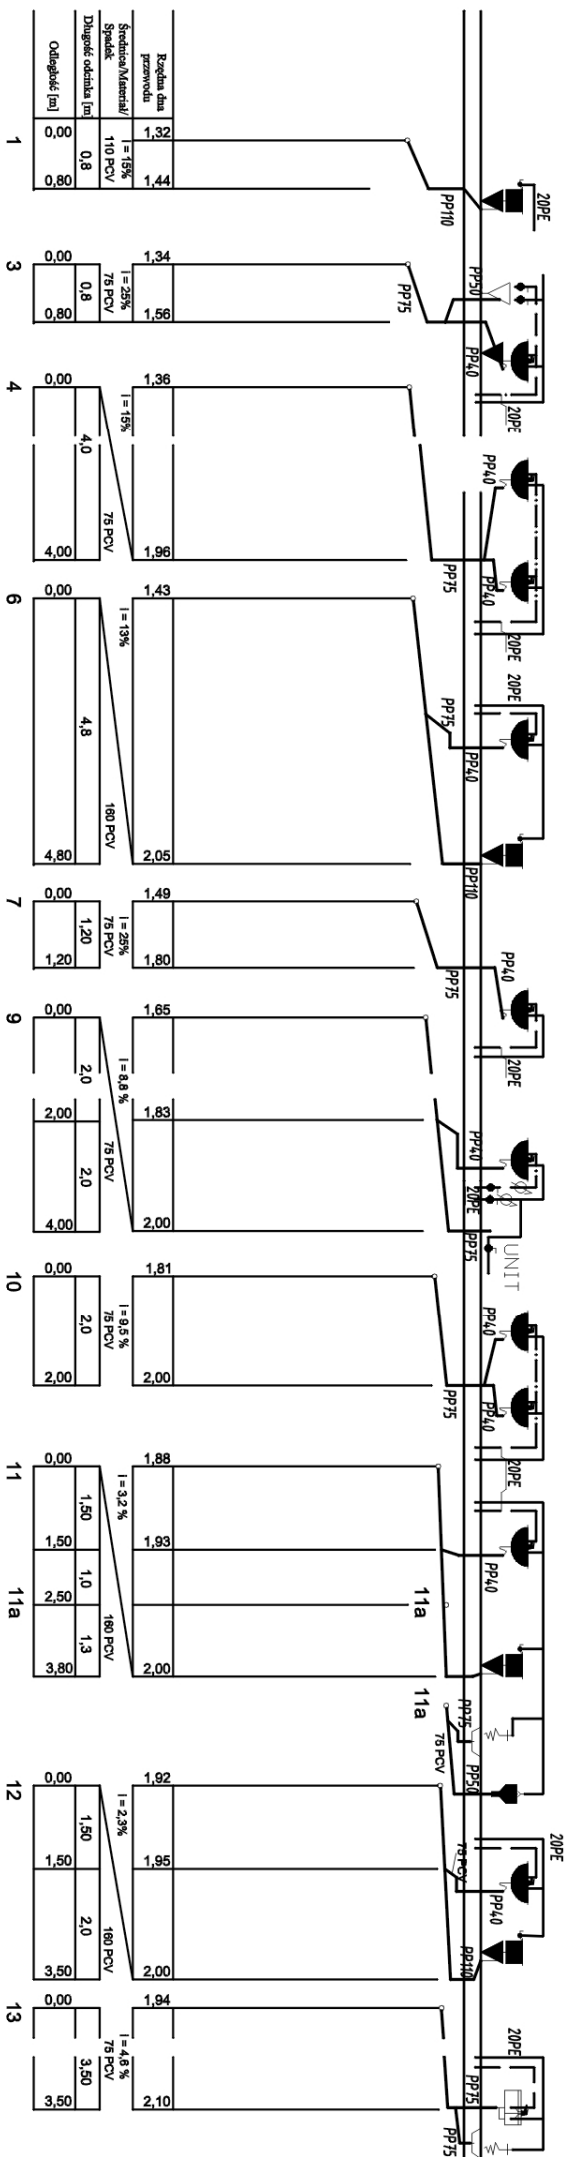 Rzędna dna
przewodu
Średnica/Materiał/
Spadek
Długość odcinka [m]
Odległość [m]
1,32
1,44
i = 15%
110 PCV
0,8
0,00
0,80
1
PP110
20PE
1,34
1,56
i = 25%
75 PCV
0,8
0,00
0,80
3
PP75
PP50
PP40
20PE
1,36
1,96
i = 15%
75 PCV
4,0
0,00
4,00
4
PP40
PP75
PP40
20PE
1,43
2,05
i = 13%
160 PCV
4,8
0,00
4,80
6
20PE
PP75
PP40
PP110
1,49
1,80
i = 25%
75 PCV
1,20
0,00
1,20
7
PP40
PP75
20PE
1,65
1,83
2,00
i = 8,8 %
75 PCV
2,0
2,0
0,00
2,00
4,00
9
PP40
20PE
PP75
UNIT
1,81
2,00
i = 9,5 %
75 PCV
2,0
0,00
2,00
10
PP40
PP75
PP40
20PE
1,88
1,93
2,00
i = 3,2 %
160 PCV
1,50
1,0
1,3
0,00
1,50
2,50
3,80
11
11a
PP40
11a
11a
PP75
75 PCV
PP50
1,92
1,95
2,00
i = 2,3%
160 PCV
1,50
2,0
0,00
1,50
3,50
12
20PE
75 PCV
PP40
PP110
1,94
2,10
i = 4,6 %
75 PCV
3,50
0,00
3,50
13
20PE
PP75
PP75